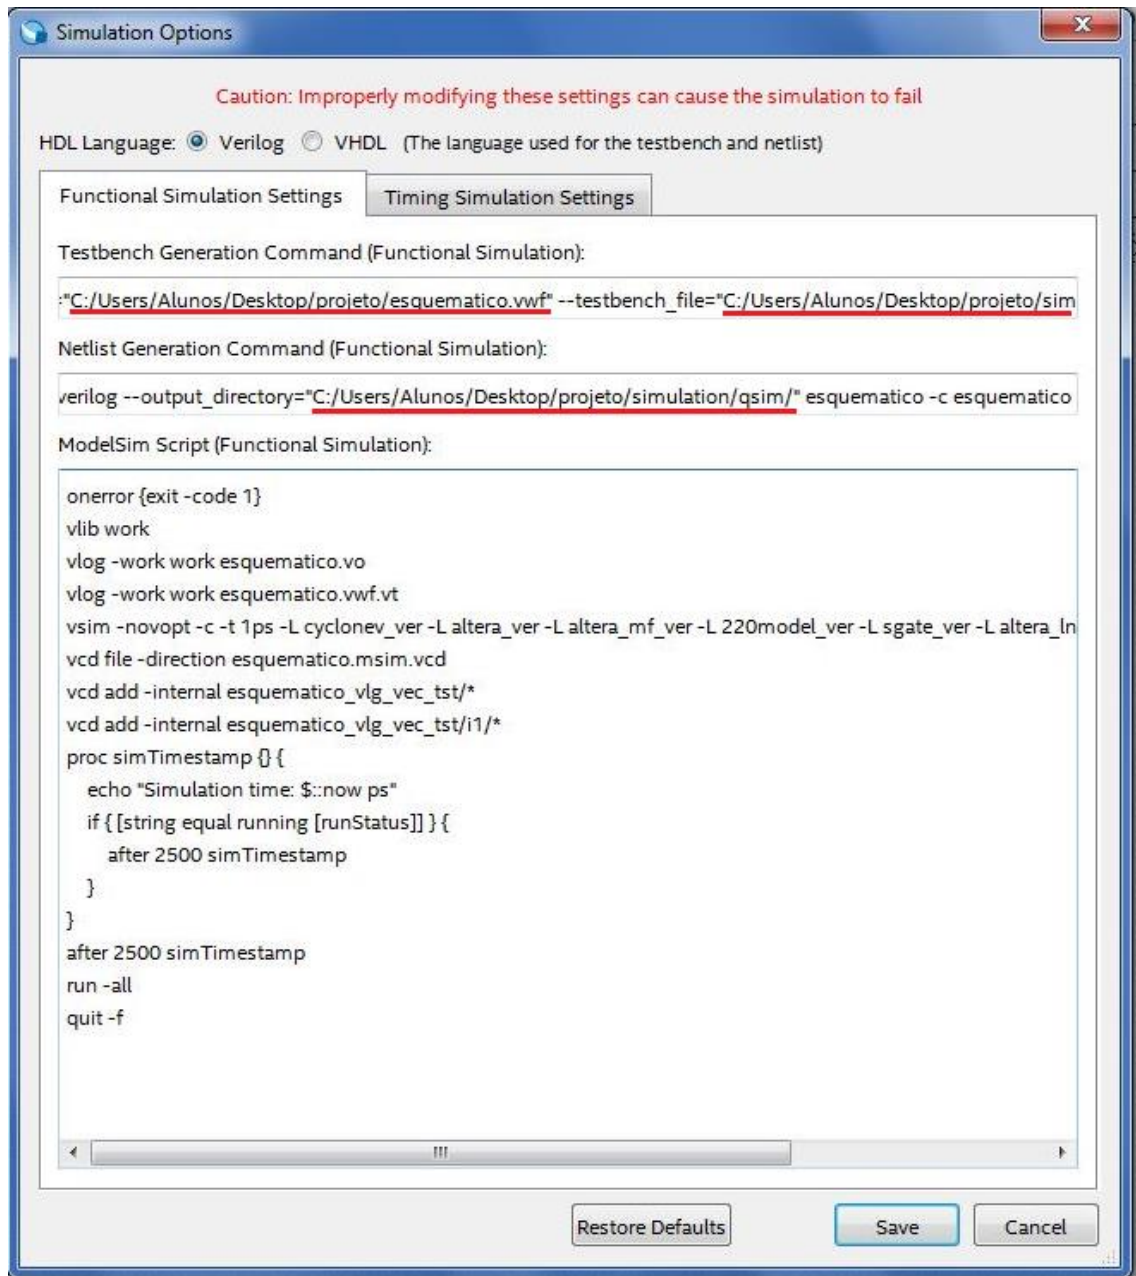 Simulation Options
Caution: Improperly modifying these settings can cause the simulation to fail
HDL Language: Verilog VHDL (The language used for the testbench and netlist)
Functional Simulation Settings Timing Simulation Settings
Testbench Generation Command (Functional Simulation):
:"C:/Users/Alunos/Desktop/projeto/esquematico.vwf" --testbench_file="C:/Users/Alunos/Desktop/projeto/sim
Netlist Generation Command (Functional Simulation):
verilog --output_directory="C:/Users/Alunos/Desktop/projeto/simulation/qsim/" esquematico -c esquematico
ModelSim Script (Functional Simulation):
onerror {exit -code 1}
vlib work
vlog -work work esquematico.vo
vlog -work work esquematico.vwf.vt
vsim -novopt -c -t 1ps -L cyclonev_ver -L altera_ver -L altera_mf_ver -L 220model_ver -L sgate_ver -L altera_ln
vcd file -direction esquematico.msim.vcd
vcd add -internal esquematico_vlg_vec_tst/*
vcd add -internal esquematico_vlg_vec_tst/i1/*
proc simTimestamp {} {
echo "Simulation time: $::now ps"
if { [string equal running [runStatus]] } {
after 2500 simTimestamp
}
}
after 2500 simTimestamp
run -all
quit -f
Restore Defaults Save Cancel